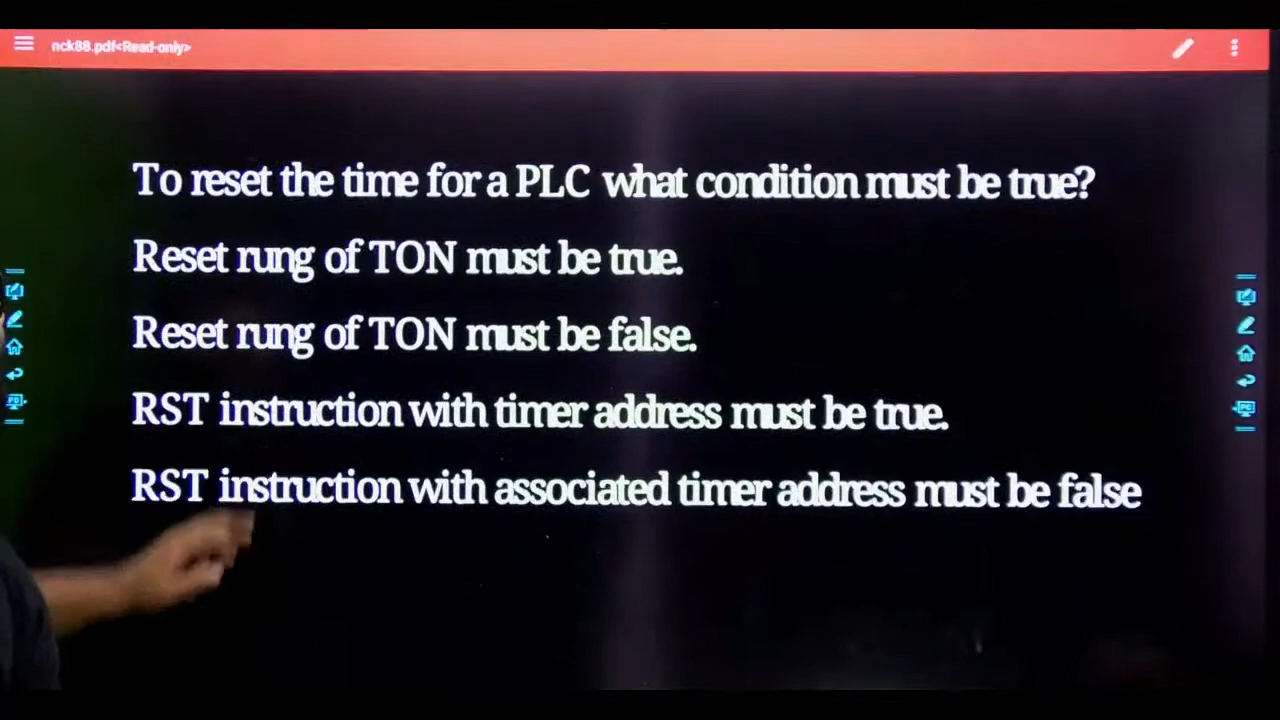 nck88.pdf<Read-only>
To reset the time for a PLC what condition must be true?
Reset rung of TON must be true.
Reset rung of TON must be false.
RST instruction with timer address must be true.
RST instruction with associated timer address must be false